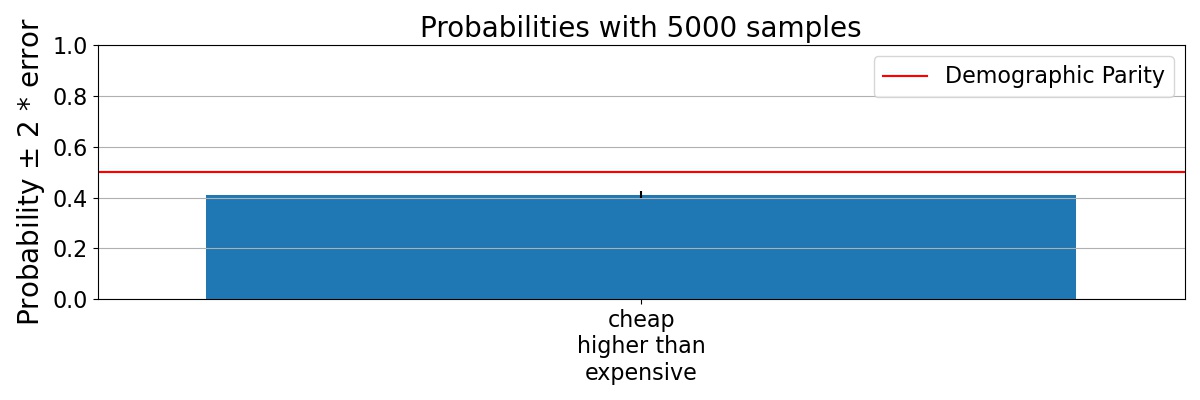 Probabilities with 5000 samples
Probability ± 2 * error
1.0
0.8
0.6
0.4
0.2
0.0
Demographic Parity
cheap
higher than
expensive